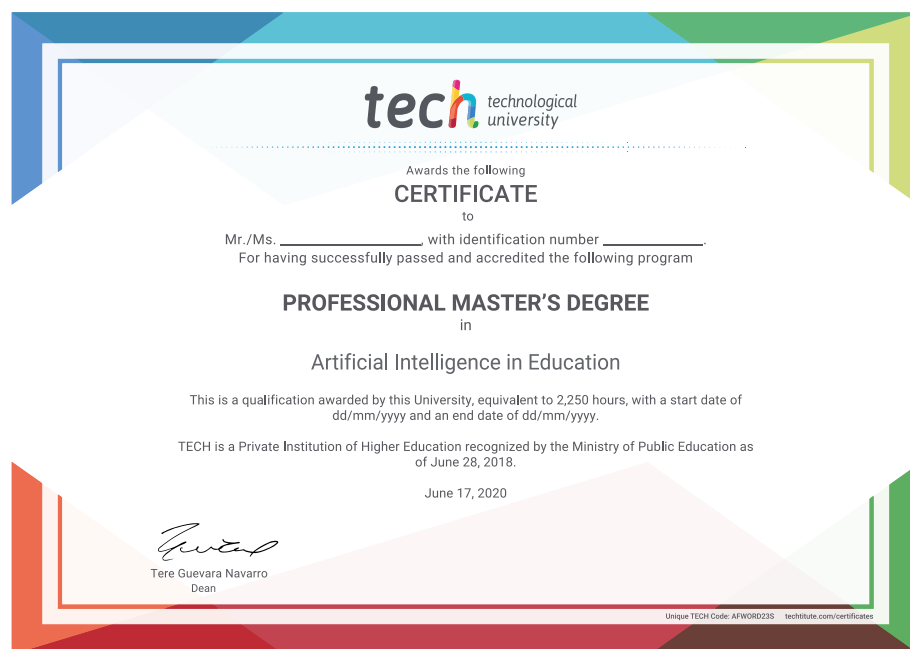 tech technological
university
Awards the following
CERTIFICATE
to
Mr./Ms. ____________________, with identification number ______________.
For having successfully passed and accredited the following program
PROFESSIONAL MASTER'S DEGREE
in
Artificial Intelligence in Education
This is a qualification awarded by this University, equivalent to 2,250 hours, with a start date of
dd/mm/yyyy and an end date of dd/mm/yyyy.
TECH is a Private Institution of Higher Education recognized by the Ministry of Public Education as
of June 28, 2018.
June 17, 2020
Tere Guevara Navarro
Dean
Unique TECH Code: AFWORD23S techtitute.com/certificates